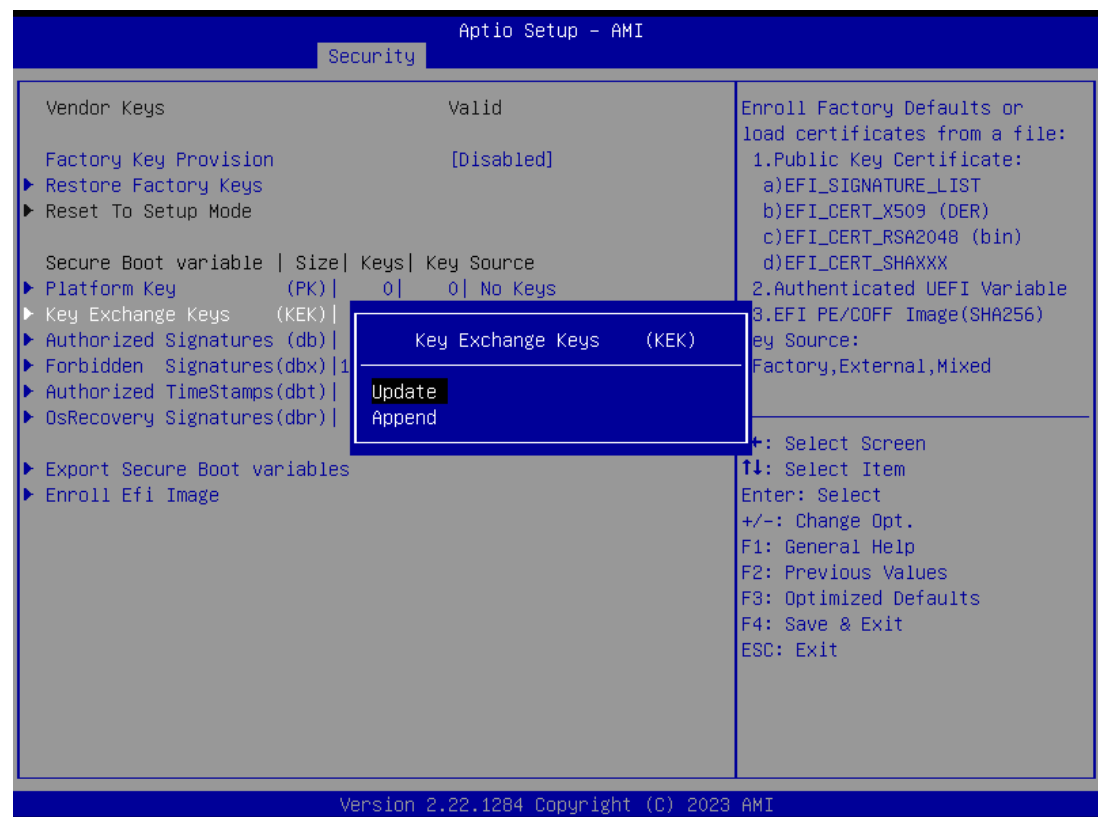 Aptio Setup – AMI
Security
Vendor Keys Valid
Factory Key Provision [Disabled]
Restore Factory Keys
Reset To Setup Mode
Secure Boot variable | Size| Keys| Key Source
Platform Key (PK)| 0| 0| No Keys
Key Exchange Keys (KEK)|
Authorized Signatures (db)|
Forbidden Signatures(dbx)|1
Authorized TimeStamps(dbt)|
OsRecovery Signatures(dbr)|
Export Secure Boot variables
Enroll Efi Image
Key Exchange Keys (KEK)
Update
Append
Enroll Factory Defaults or
load certificates from a file:
1.Public Key Certificate:
a)EFI_SIGNATURE_LIST
b)EFI_CERT_X509 (DER)
c)EFI_CERT_RSA2048 (bin)
d)EFI_CERT_SHAXXX
2.Authenticated UEFI Variable
3.EFI PE/COFF Image(SHA256)
ey Source:
Factory,External,Mixed
←: Select Screen
↑↓: Select Item
Enter: Select
+/-: Change Opt.
F1: General Help
F2: Previous Values
F3: Optimized Defaults
F4: Save & Exit
ESC: Exit
Version 2.22.1284 Copyright (C) 2023 AMI